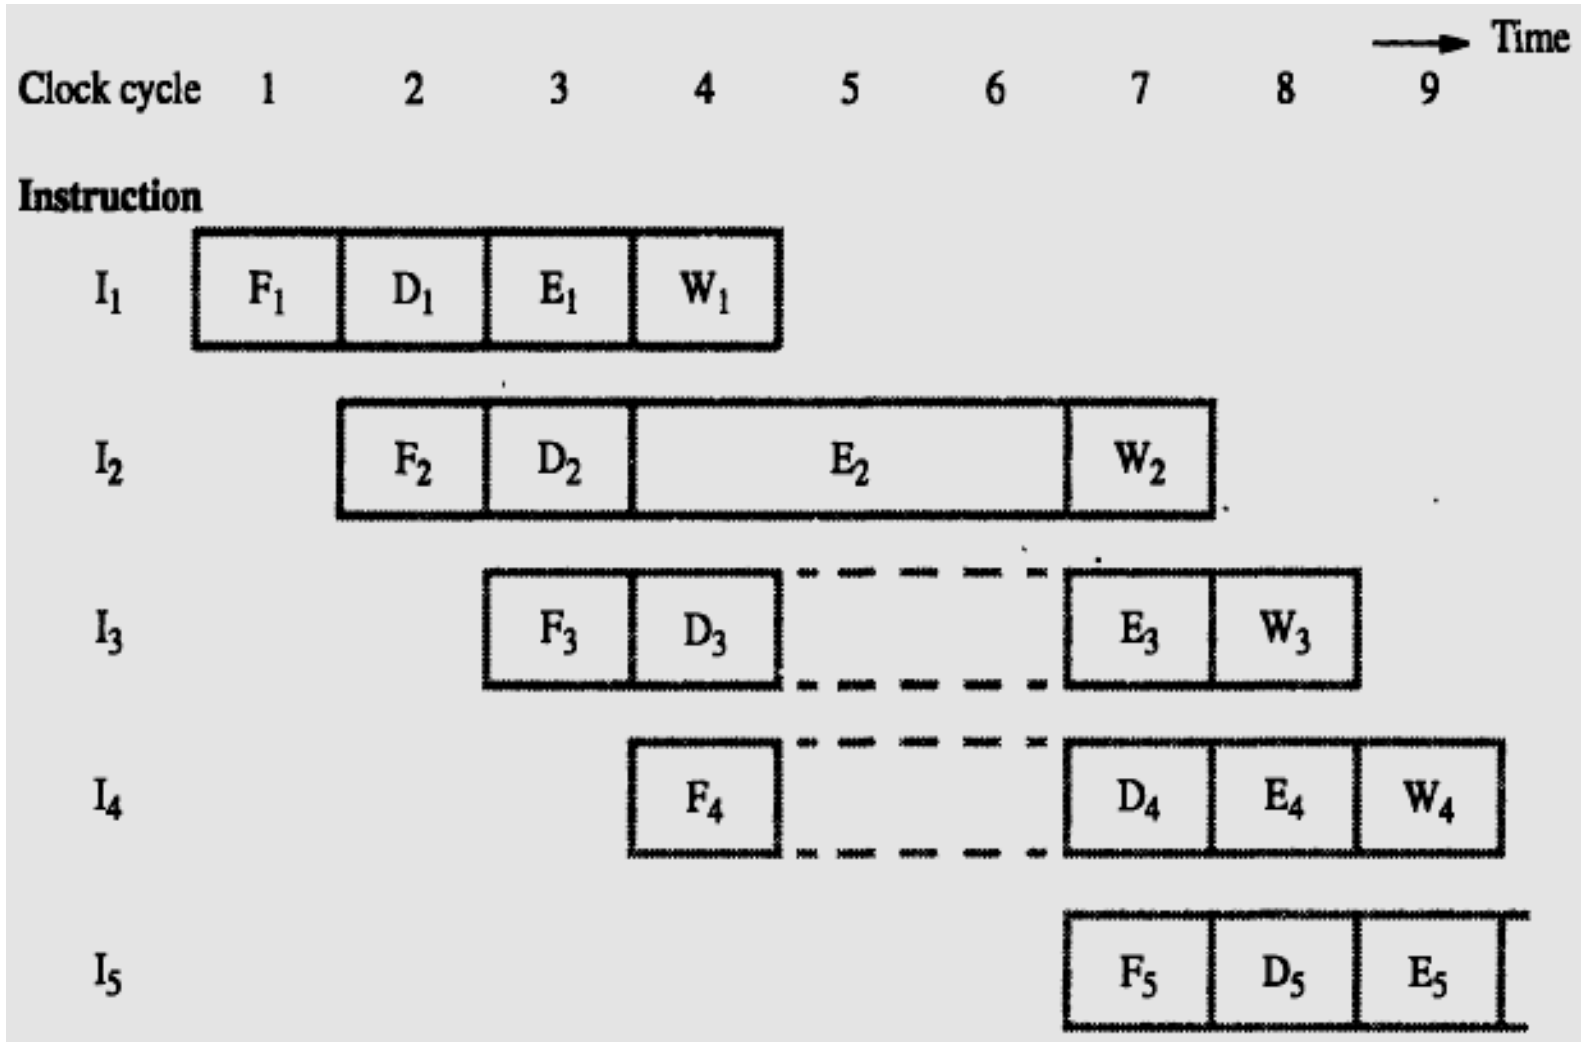 Time
Clock cycle 1 2 3 4 5 6 7 8 9
Instruction
I₁ F₁ D₁ E₁ W₁
I₂ F₂ D₂ E₂ W₂
I₃ F₃ D₃ E₃ W₃
I₄ F₄ D₄ E₄ W₄
I₅ F₅ D₅ E₅